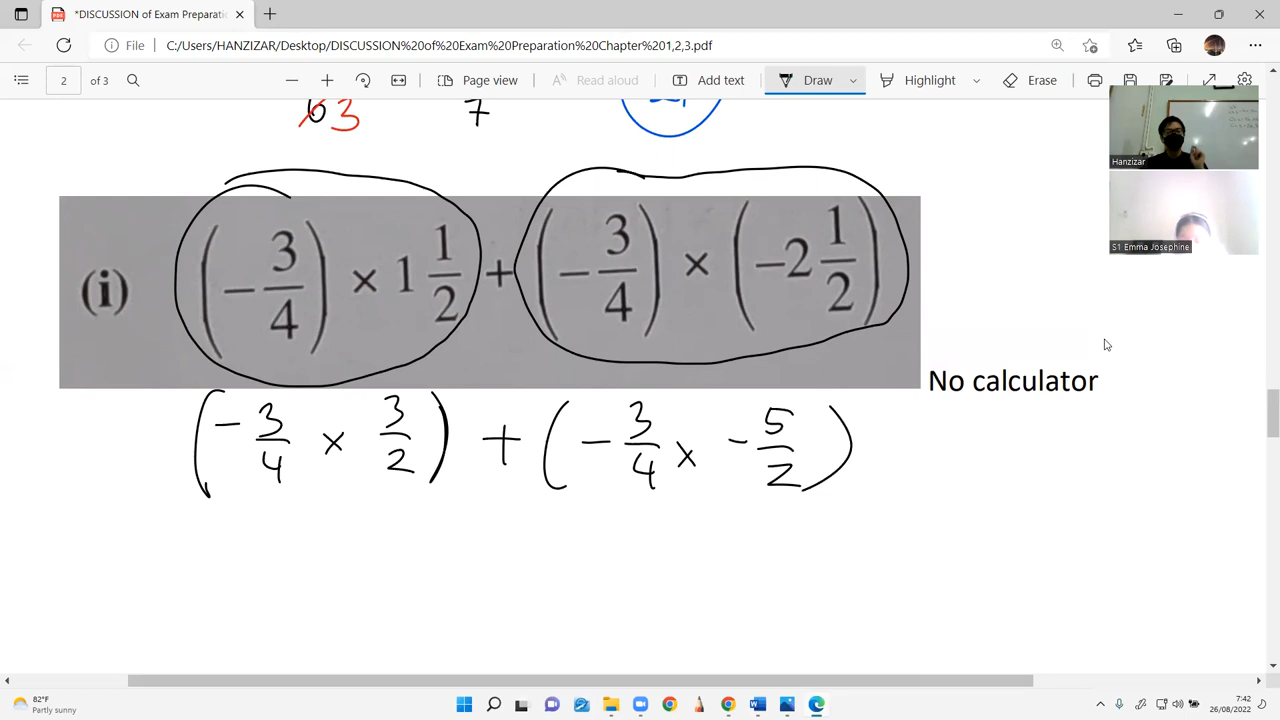 *DISCUSSION of Exam Preparati
File C:/Users/HANZIZAR/Desktop/DISCUSSION%20of%20Exam%20Preparation%20Chapter%201,2,3.pdf
2 of 3 Page view Read aloud Add text Draw Highlight Erase
6 3 7
(i) (-3/4) × 1 1/2 + (-3/4) × (-2 1/2)
No calculator
(-3/4 × 3/2) + (-3/4 × -5/2)
Hanzizar
S1 Emma Josephine
82°F
Partly sunny
7:42
26/08/2022